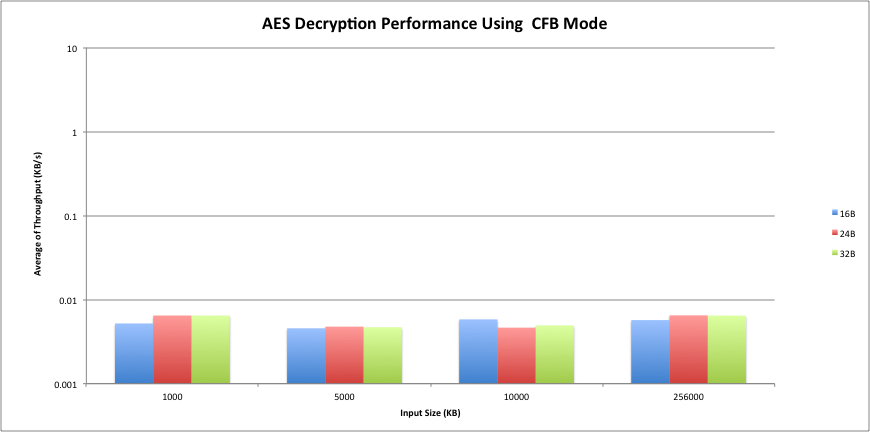 AES Decryption Performance Using  CFB Mode
10
1
0.1
0.01
0.001
Average of Throughput (KB/s)
1000
5000
10000
256000
Input Size (KB)
16B
24B
32B